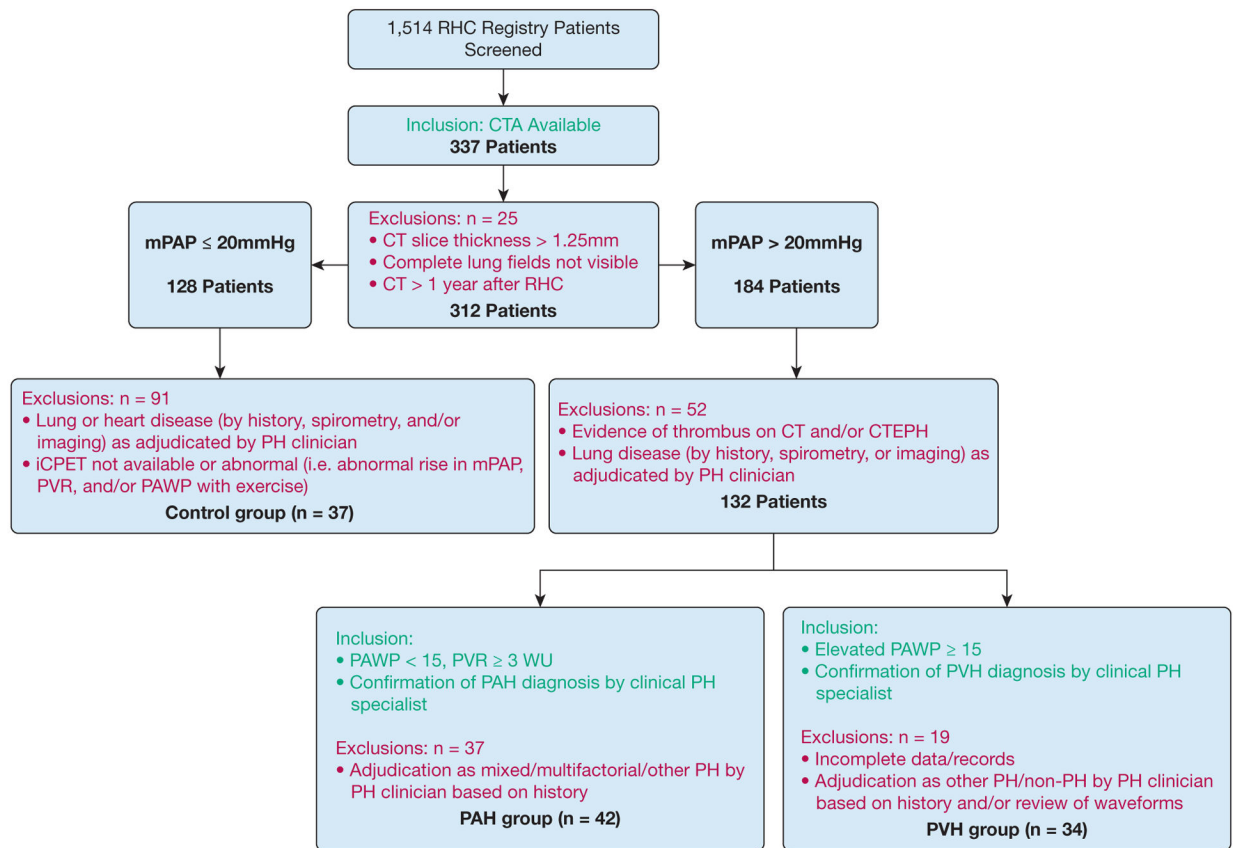 1,514 RHC Registry Patients
Screened
Inclusion: CTA Available
337 Patients
mPAP ≤ 20mmHg
128 Patients
Exclusions: n = 25
• CT slice thickness > 1.25mm
• Complete lung fields not visible
• CT > 1 year after RHC
312 Patients
mPAP > 20mmHg
184 Patients
Exclusions: n = 91
• Lung or heart disease (by history, spirometry, and/or
imaging) as adjudicated by PH clinician
• iCPET not available or abnormal (i.e. abnormal rise in mPAP,
PVR, and/or PAWP with exercise)
Control group (n = 37)
Exclusions: n = 52
• Evidence of thrombus on CT and/or CTEPH
• Lung disease (by history, spirometry, or imaging) as
adjudicated by PH clinician
132 Patients
Inclusion:
• PAWP < 15, PVR ≥ 3 WU
• Confirmation of PAH diagnosis by clinical PH
specialist
Exclusions: n = 37
• Adjudication as mixed/multifactorial/other PH by
PH clinician based on history
PAH group (n = 42)
Inclusion:
• Elevated PAWP ≥ 15
• Confirmation of PVH diagnosis by clinical PH
specialist
Exclusions: n = 19
• Incomplete data/records
• Adjudication as other PH/non-PH by PH clinician
based on history and/or review of waveforms
PVH group (n = 34)